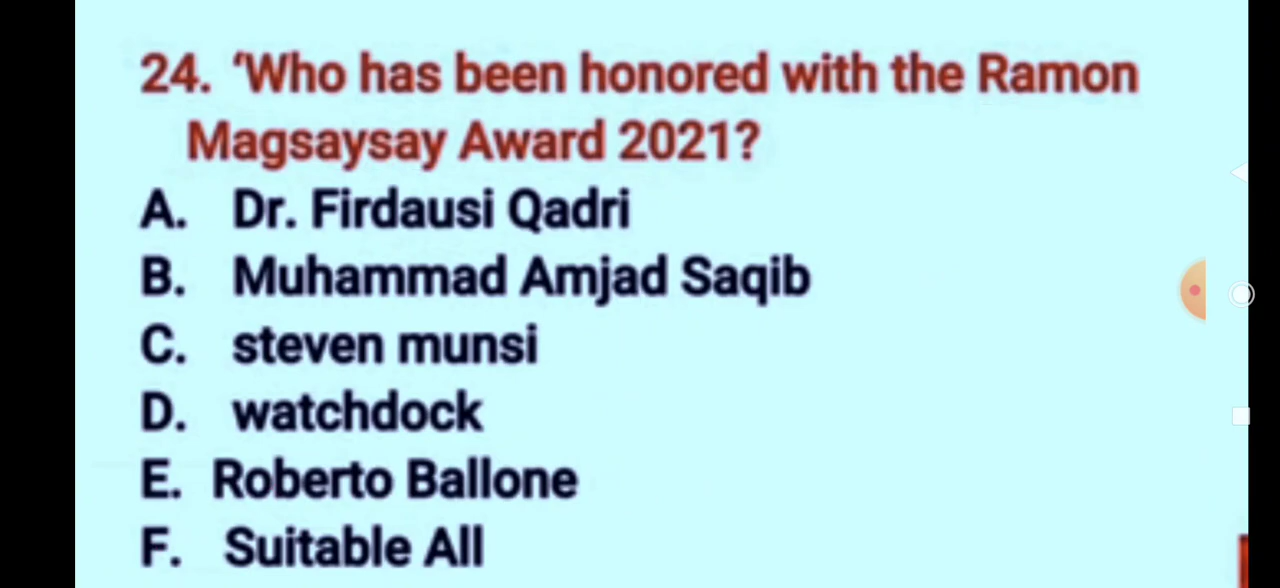 24. ‘Who has been honored with the Ramon
Magsaysay Award 2021?
A. Dr. Firdausi Qadri
B. Muhammad Amjad Saqib
C. steven munsi
D. watchdock
E. Roberto Ballone
F. Suitable All